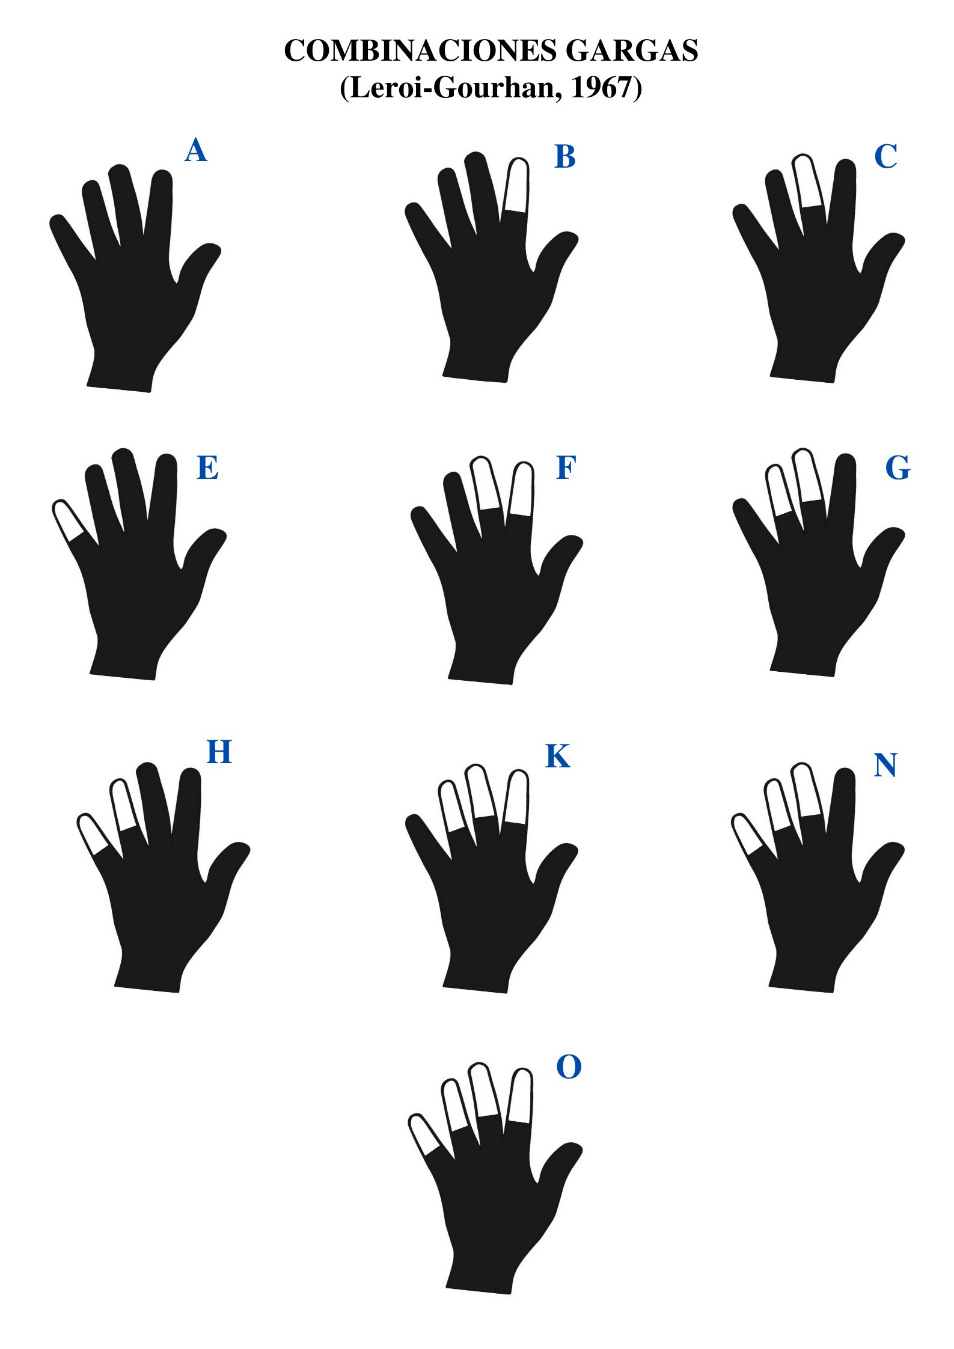 COMBINACIONES GARGAS
(Leroi-Gourhan, 1967)
A
B
C
E
F
G
H
K
N
O